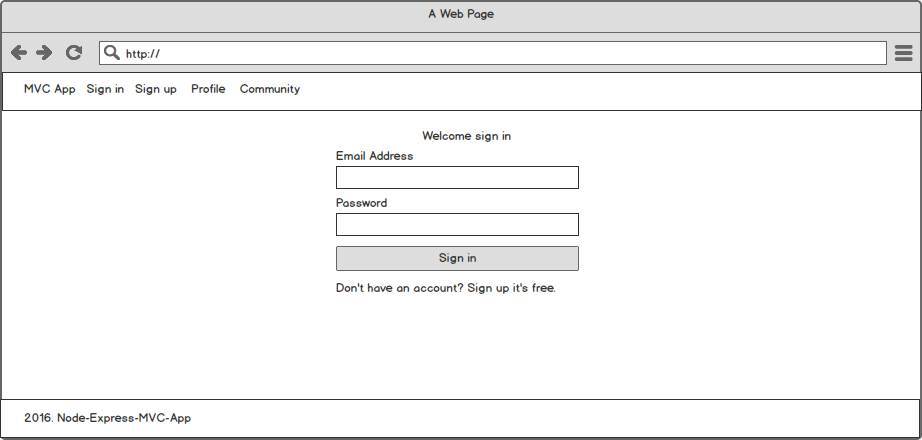 A Web Page
http://
MVC App Sign in Sign up Profile Community
Welcome sign in
Email Address
Password
Sign in
Don't have an account? Sign up it's free.
2016. Node-Express-MVC-App